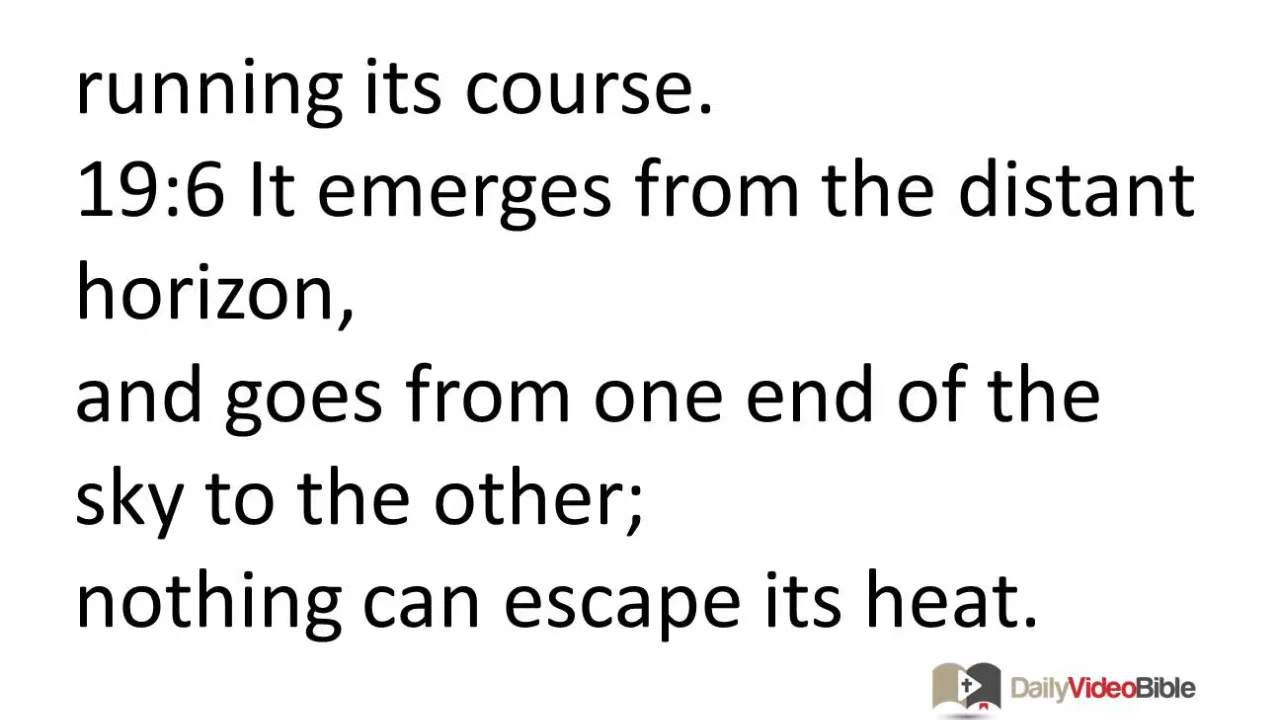 running its course.
19:6 It emerges from the distant
horizon,
and goes from one end of the
sky to the other;
nothing can escape its heat.
DailyVideoBible